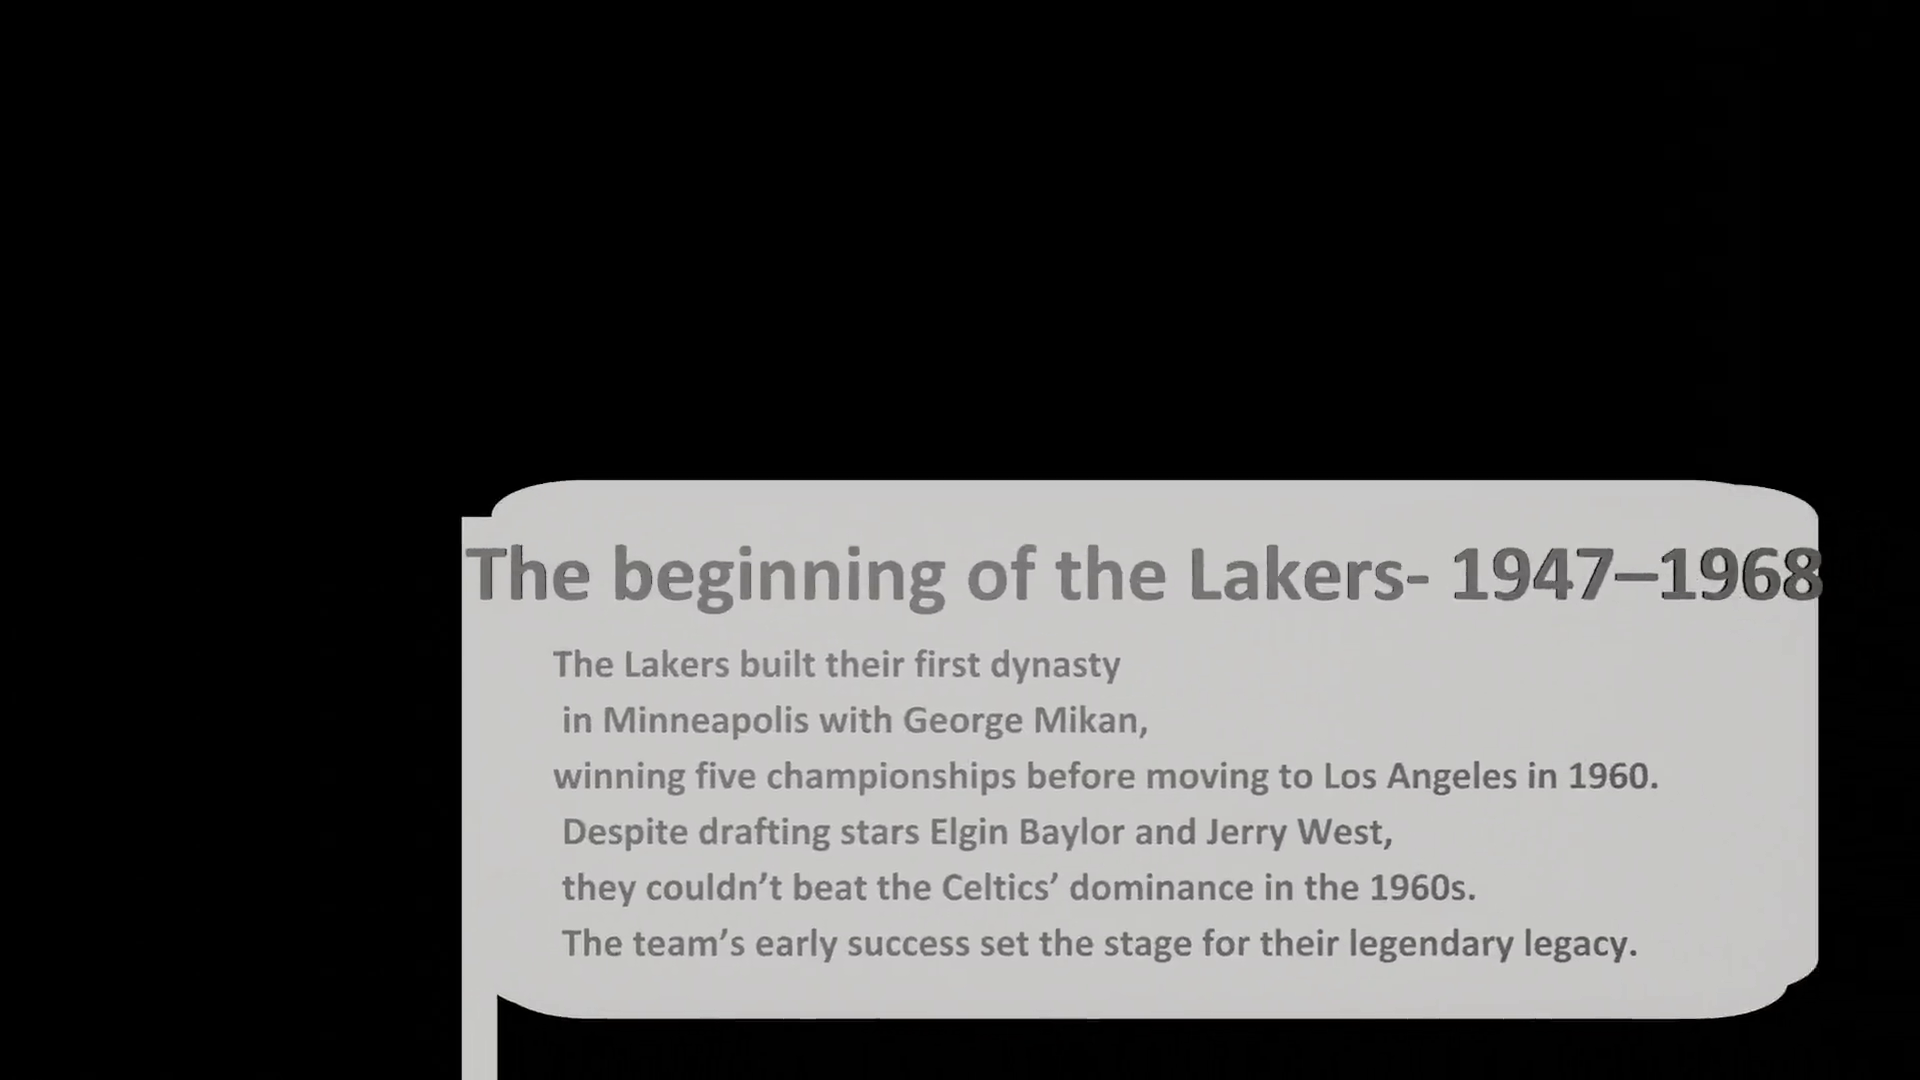 The beginning of the Lakers- 1947–1968
The Lakers built their first dynasty
in Minneapolis with George Mikan,
winning five championships before moving to Los Angeles in 1960.
Despite drafting stars Elgin Baylor and Jerry West,
they couldn’t beat the Celtics’ dominance in the 1960s.
The team’s early success set the stage for their legendary legacy.